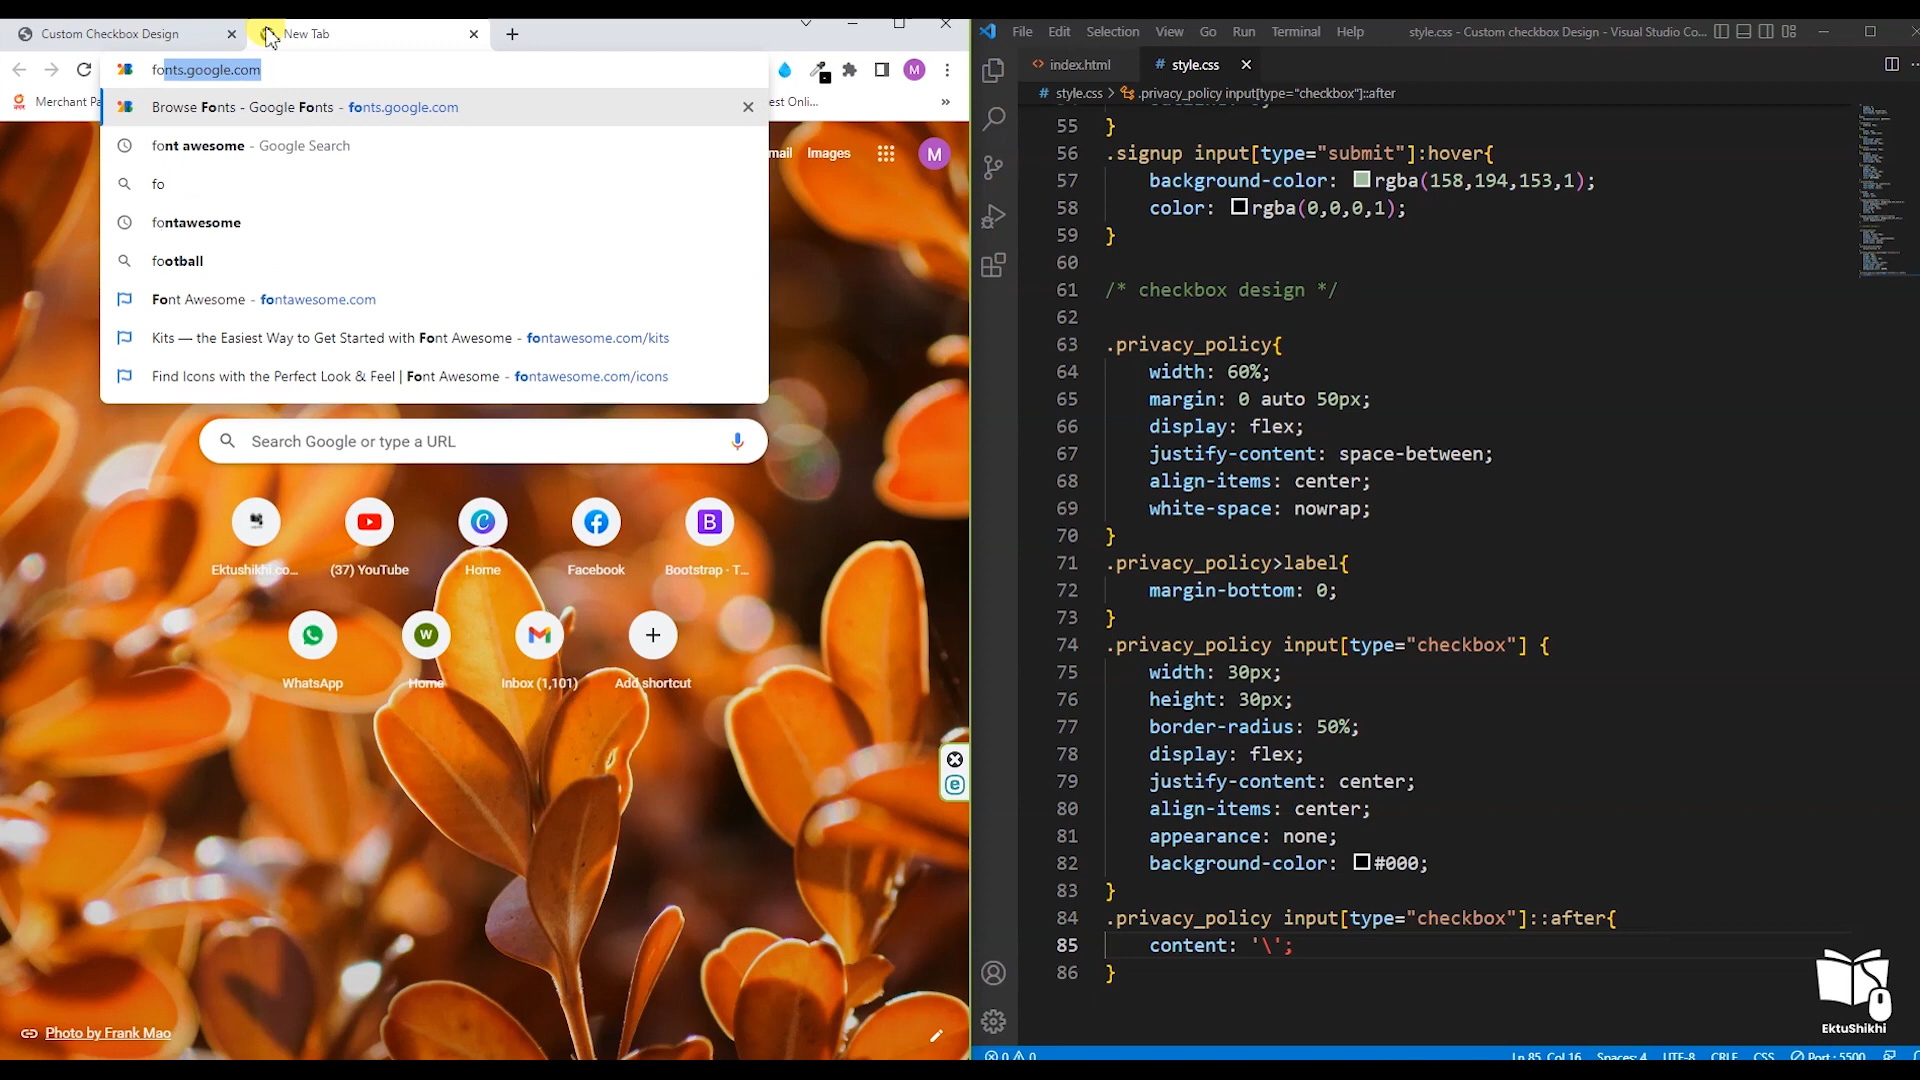 Custom Checkbox Design
New Tab
fonts.google.com
M
Merchant Pa
est Onli...
»
Browse Fonts - Google Fonts - fonts.google.com
font awesome - Google Search
fo
fontawesome
football
Font Awesome - fontawesome.com
Kits — the Easiest Way to Get Started with Font Awesome - fontawesome.com/kits
Find Icons with the Perfect Look & Feel | Font Awesome - fontawesome.com/icons
mail
Images
M
Search Google or type a URL
Ektushikhi.co...
(37) YouTube
Home
Facebook
Bootstrap · T...
WhatsApp
Home
Inbox (1,101)
Add shortcut
Photo by Frank Mao
File Edit Selection View Go Run Terminal Help
style.css - Custom checkbox Design - Visual Studio Co...
index.html
# style.css
# style.css > .privacy_policy input[type="checkbox"]::after
55 }
56 .signup input[type="submit"]:hover{
57 background-color: rgba(158,194,153,1);
58 color: rgba(0,0,0,1);
59 }
60
61 /* checkbox design */
62
63 .privacy_policy{
64 width: 60%;
65 margin: 0 auto 50px;
66 display: flex;
67 justify-content: space-between;
68 align-items: center;
69 white-space: nowrap;
70 }
71 .privacy_policy>label{
72 margin-bottom: 0;
73 }
74 .privacy_policy input[type="checkbox"] {
75 width: 30px;
76 height: 30px;
77 border-radius: 50%;
78 display: flex;
79 justify-content: center;
80 align-items: center;
81 appearance: none;
82 background-color: #000;
83 }
84 .privacy_policy input[type="checkbox"]::after{
85 content: '\';
86 }
EktuShikhi
0 0
Ln 85, Col 16 Spaces: 4 UTF-8 CRLF CSS Port : 5500